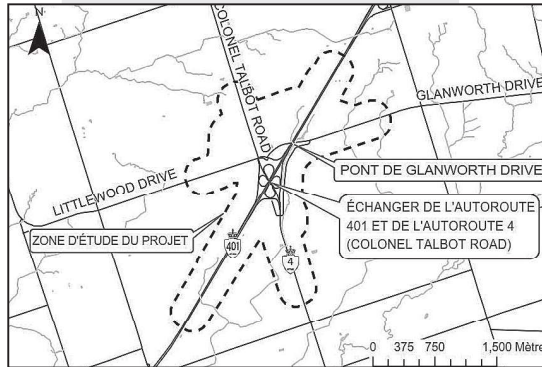 N
COLONEL TALBOT ROAD
GLANWORTH DRIVE
PONT DE GLANWORTH DRIVE
LITTLEWOOD DRIVE
ÉCHANGER DE L'AUTOROUTE
401 ET DE L'AUTOROUTE 4
(COLONEL TALBOT ROAD)
ZONE D'ÉTUDE DU PROJET
401
4
0 375 750 1,500 Mètre